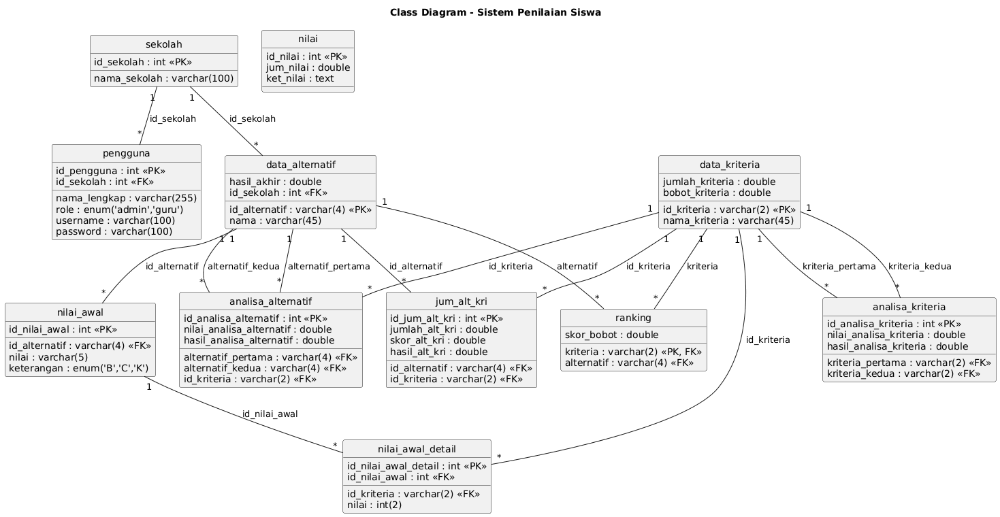 Class Diagram - Sistem Penilaian Siswa
sekolah
id_sekolah : int «PK»
nama_sekolah : varchar(100)
nilai
id_nilai : int «PK»
jum_nilai : double
ket_nilai : text
1
1
id_sekolah
id_sekolah
*
*
pengguna
id_pengguna : int «PK»
id_sekolah : int «FK»
nama_lengkap : varchar(255)
role : enum('admin','guru')
username : varchar(100)
password : varchar(100)
data_alternatif
hasil_akhir : double
id_sekolah : int «FK»
id_alternatif : varchar(4) «PK»
nama : varchar(45)
data_kriteria
jumlah_kriteria : double
bobot_kriteria : double
id_kriteria : varchar(2) «PK»
nama_kriteria : varchar(45)
1
1
1
1
1
1
1
1
1
1
1
id_alternatif
alternatif_kedua
alternatif_pertama
id_alternatif
id_kriteria
alternatif
id_kriteria
kriteria
kriteria_pertama
kriteria_kedua
*
*
*
*
*
*
*
*
*
*
nilai_awal
id_nilai_awal : int «PK»
id_alternatif : varchar(4) «FK»
nilai : varchar(5)
keterangan : enum('B','C','K')
analisa_alternatif
id_analisa_alternatif : int «PK»
nilai_analisa_alternatif : double
hasil_analisa_alternatif : double
alternatif_pertama : varchar(4) «FK»
alternatif_kedua : varchar(4) «FK»
id_kriteria : varchar(2) «FK»
jum_alt_kri
id_jum_alt_kri : int «PK»
jumlah_alt_kri : double
skor_alt_kri : double
hasil_alt_kri : double
id_alternatif : varchar(4) «FK»
id_kriteria : varchar(2) «FK»
ranking
skor_bobot : double
kriteria : varchar(2) «PK, FK»
alternatif : varchar(4) «FK»
analisa_kriteria
id_analisa_kriteria : int «PK»
nilai_analisa_kriteria : double
hasil_analisa_kriteria : double
kriteria_pertama : varchar(2) «FK»
kriteria_kedua : varchar(2) «FK»
id_kriteria
1
id_nilai_awal
*
*
nilai_awal_detail
id_nilai_awal_detail : int «PK»
id_nilai_awal : int «FK»
id_kriteria : varchar(2) «FK»
nilai : int(2)